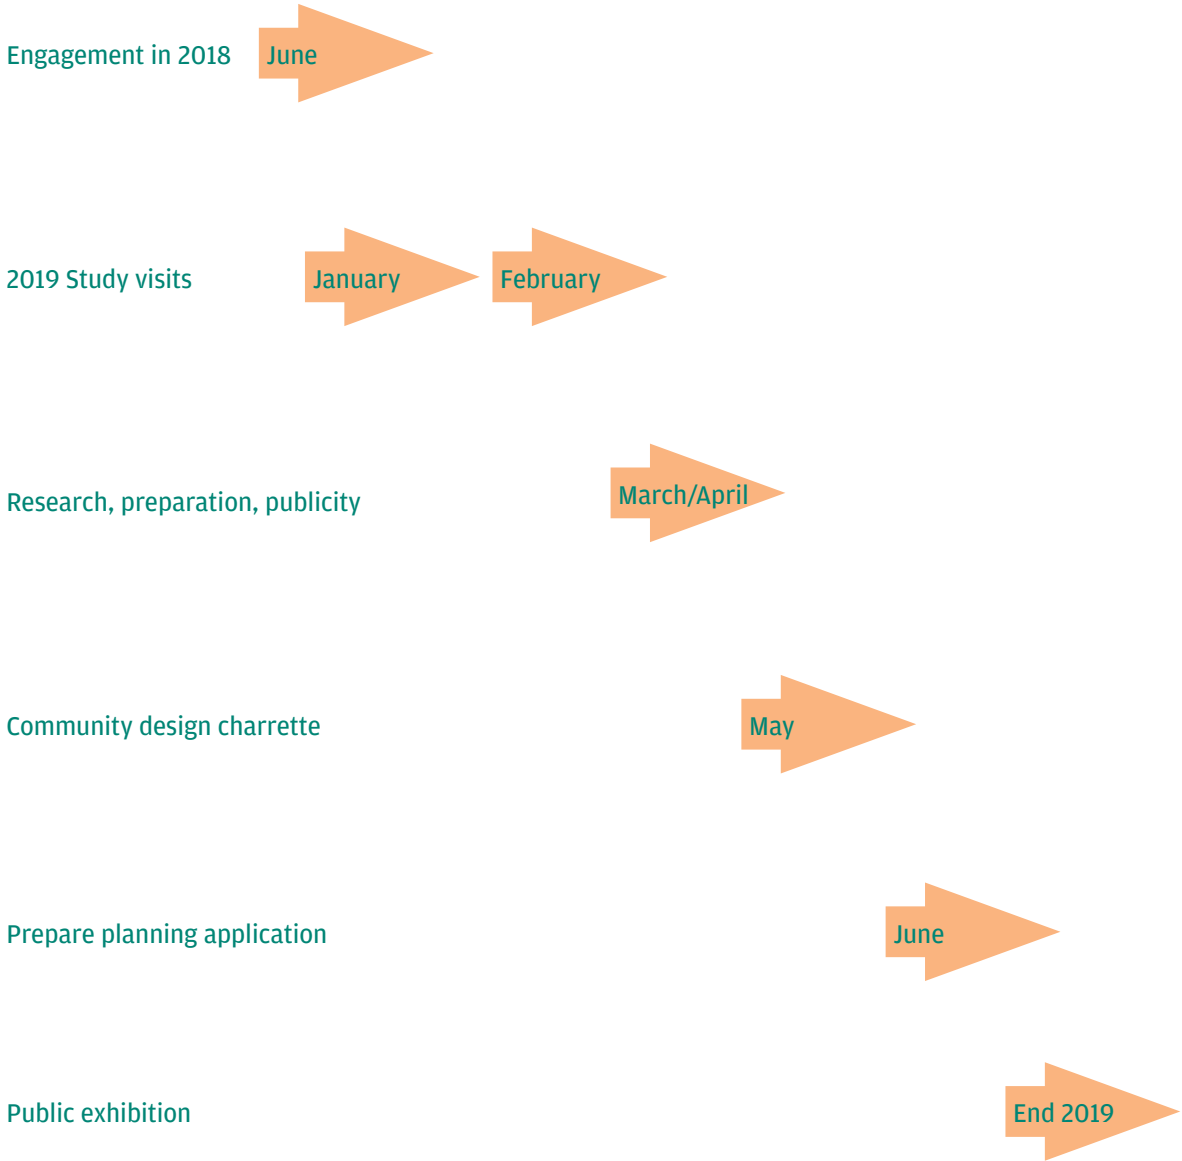 Engagement in 2018 June
2019 Study visits January February
Research, preparation, publicity March/April
Community design charrette May
Prepare planning application June
Public exhibition End 2019